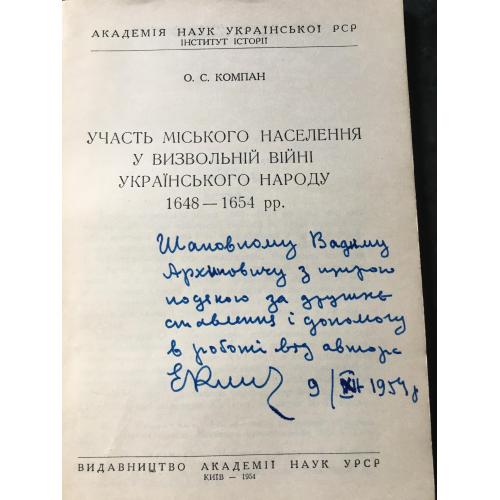 АКАДЕМІЯ НАУК УКРАЇНСЬКОЇ РСР
ІНСТИТУТ ІСТОРІЇ
О. С. КОМПАН
УЧАСТЬ МІСЬКОГО НАСЕЛЕННЯ
У ВИЗВОЛЬНІЙ ВІЙНІ
УКРАЇНСЬКОГО НАРОДУ
1648—1654 рр.
Шановному Вадиму
Архиповичу з щирою
подякою за дружнє
ставлення і допомогу
в роботі від автора
9/XII 1954 р
ВИДАВНИЦТВО АКАДЕМІЇ НАУК УРСР
КИЇВ — 1954